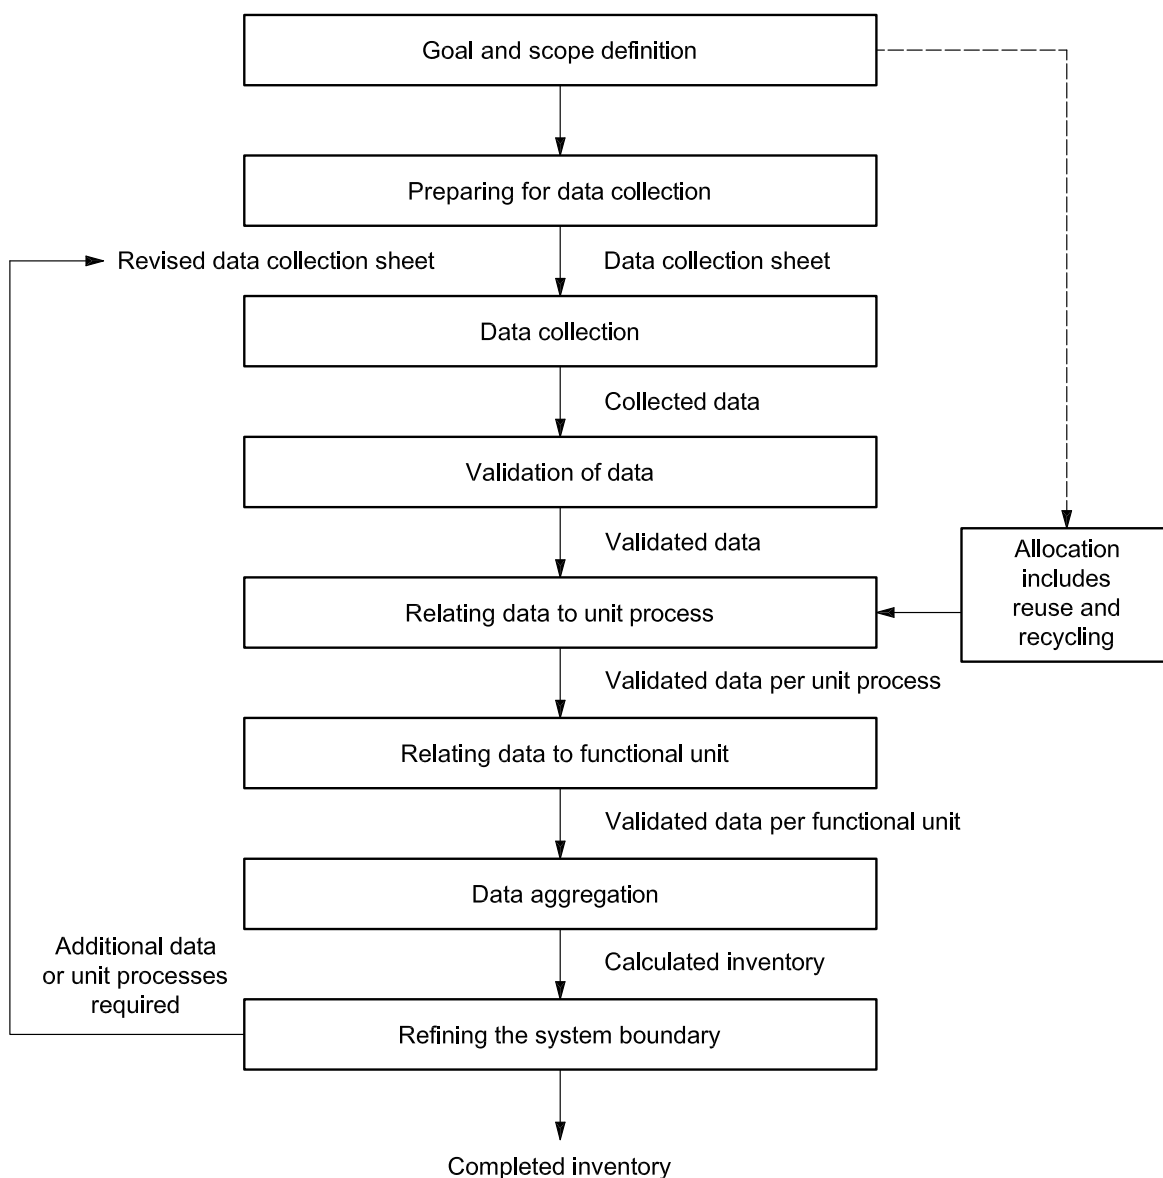 Goal and scope definition
Preparing for data collection
Revised data collection sheet
Data collection sheet
Data collection
Collected data
Validation of data
Validated data
Allocation
includes
reuse and
recycling
Relating data to unit process
Validated data per unit process
Relating data to functional unit
Validated data per functional unit
Data aggregation
Additional data
or unit processes
required
Calculated inventory
Refining the system boundary
Completed inventory